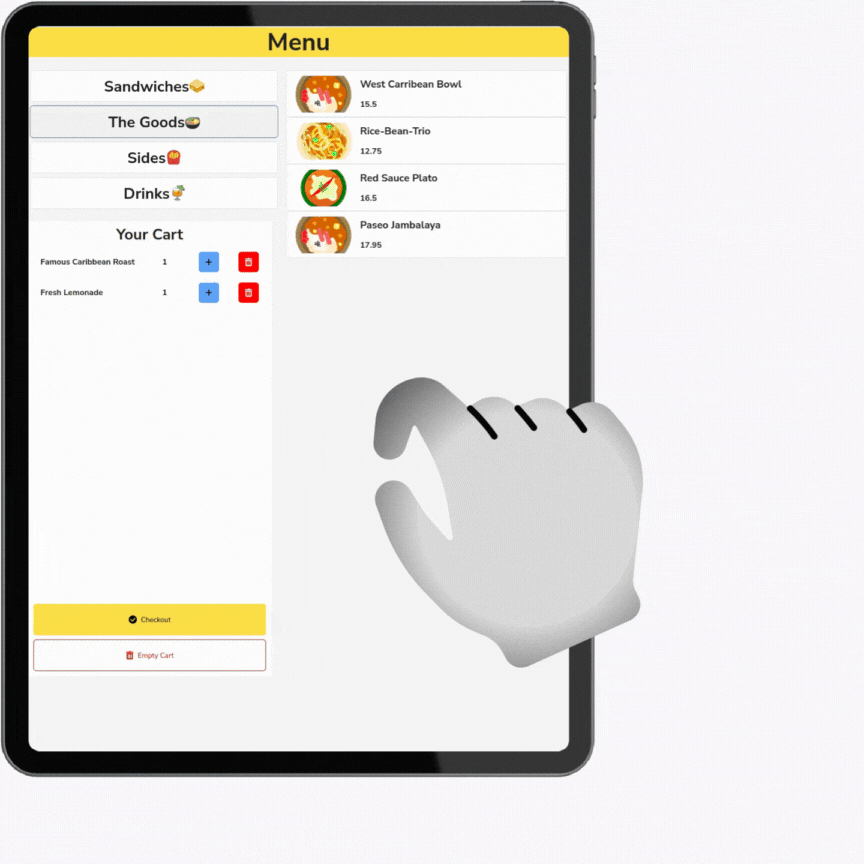 Menu
Sandwiches🥪
The Goods🍲
Sides🍟
Drinks🍹
Your Cart
Famous Caribbean Roast 1 +
Fresh Lemonade 1 +
Checkout
Empty Cart
West Carribean Bowl
15.5
Rice-Bean-Trio
12.75
Red Sauce Plato
16.5
Paseo Jambalaya
17.95